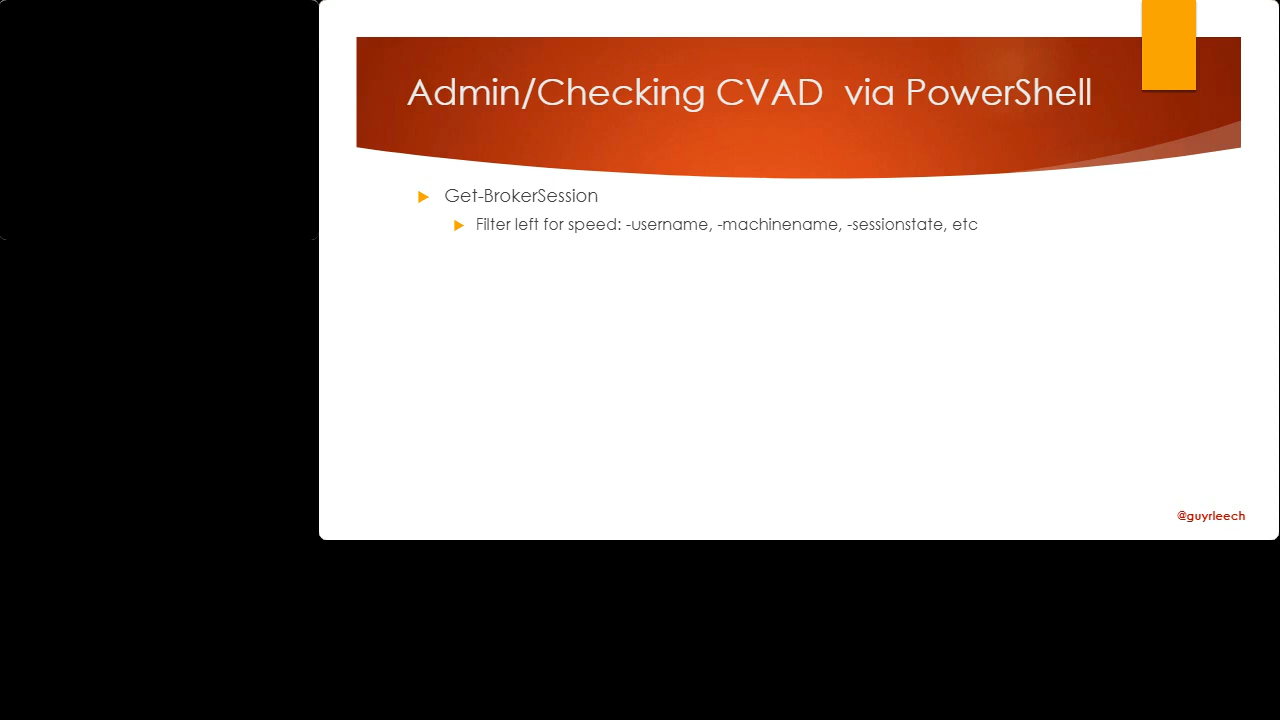 Admin/Checking CVAD  via PowerShell
Get-BrokerSession
Filter left for speed: -username, -machinename, -sessionstate, etc
@guyrleech